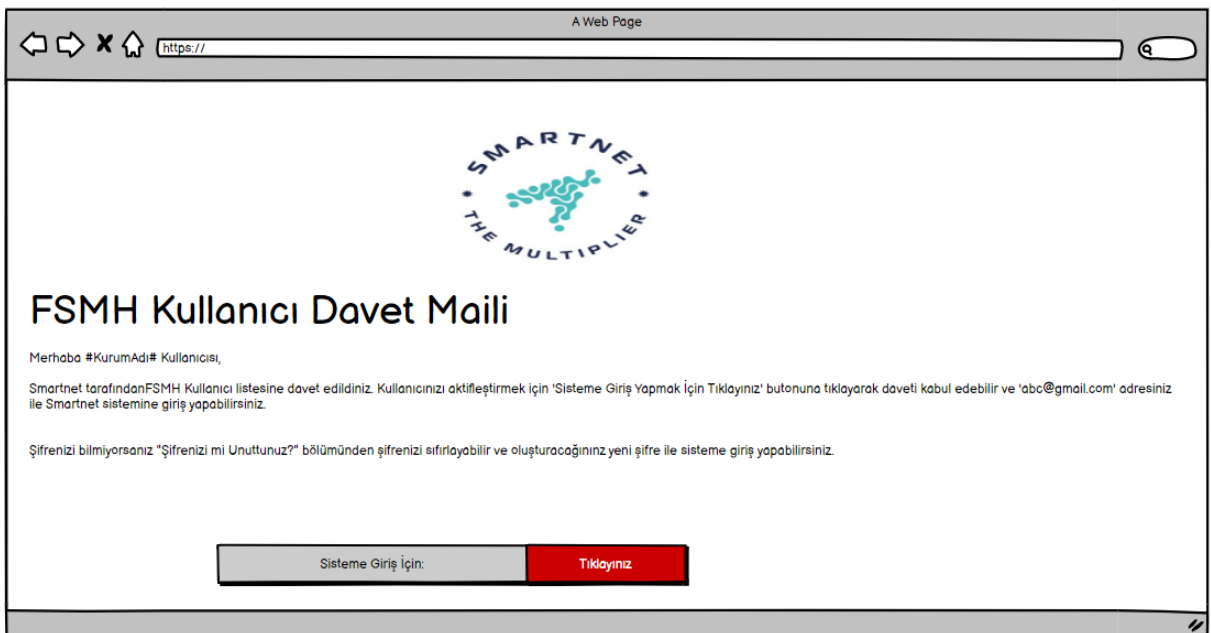 A Web Page
https://
SMARTNET
THE MULTIPLIER
FSMH Kullanıcı Davet Maili
Merhaba #KurumAdı# Kullanıcısı,
Smartnet tarafındanFSMH Kullanıcı listesine davet edildiniz. Kullanıcınızı aktifleştirmek için 'Sisteme Giriş Yapmak İçin Tıklayınız' butonuna tıklayarak daveti kabul edebilir ve 'abc@gmail.com' adresiniz
ile Smartnet sistemine giriş yapabilirsiniz.
Şifrenizi bilmiyorsanız "Şifrenizi mi Unuttunuz?" bölümünden şifrenizi sıfırlayabilir ve oluşturacağınınz yeni şifre ile sisteme giriş yapabilirsiniz.
Sisteme Giriş İçin: Tıklayınız